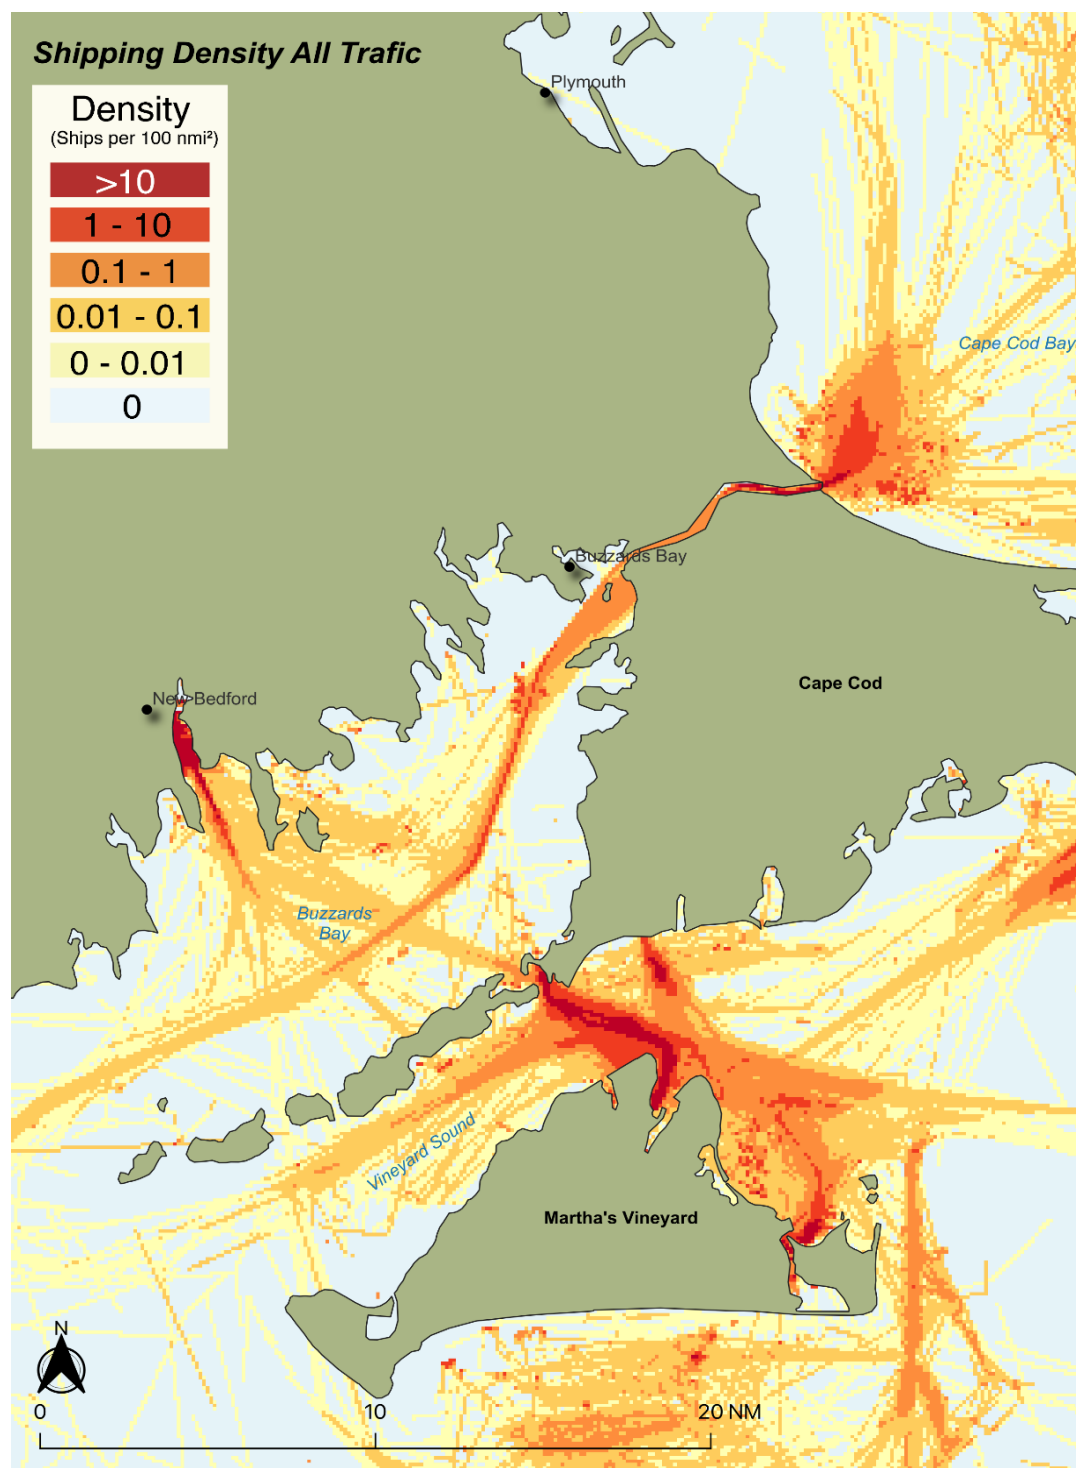 Shipping Density All Trafic
Density
(Ships per 100 nmi²)
>10
1 - 10
0.1 - 1
0.01 - 0.1
0 - 0.01
0
Plymouth
Cape Cod Bay
Buzzards Bay
Cape Cod
New Bedford
Buzzards
Bay
Vineyard Sound
Martha's Vineyard
N
0
10
20 NM